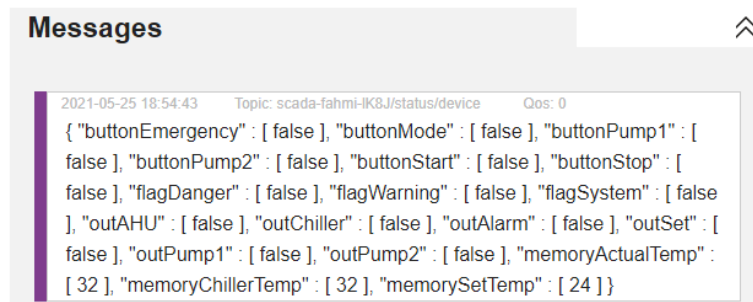 Messages
2021-05-25 18:54:43 Topic: scada-fahmi-IK8J/status/device Qos: 0
{ "buttonEmergency" : [ false ], "buttonMode" : [ false ], "buttonPump1" : [
false ], "buttonPump2" : [ false ], "buttonStart" : [ false ], "buttonStop" : [
false ], "flagDanger" : [ false ], "flagWarning" : [ false ], "flagSystem" : [ false
], "outAHU" : [ false ], "outChiller" : [ false ], "outAlarm" : [ false ], "outSet" : [
false ], "outPump1" : [ false ], "outPump2" : [ false ], "memoryActualTemp" :
[ 32 ], "memoryChillerTemp" : [ 32 ], "memorySetTemp" : [ 24 ] }